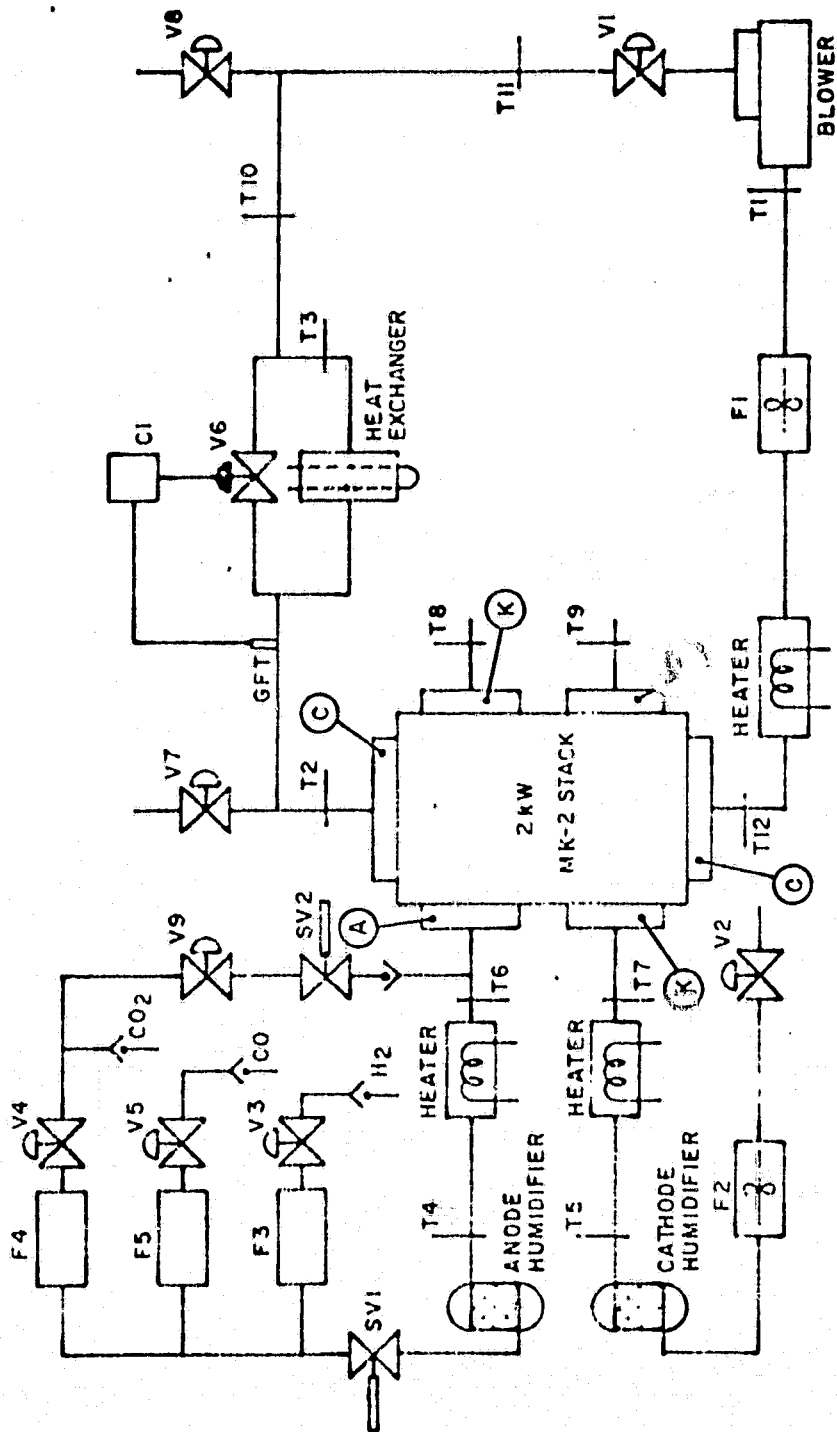 F4
V4
CO2
V9
SV2
F5
V5
CO
F3
V3
H2
SV1
V7
GFT
C1
V6
T3
HEAT
EXCHANGER
T10
V8
T11
V1
BLOWER
T1
F1
HEATER
T12
T2
C
A
K
T8
T9
2 kW
MK-2 STACK
C
K
T6
HEATER
T4
ANODE
HUMIDIFIER
T7
HEATER
T5
CATHODE
HUMIDIFIER
F2
V2